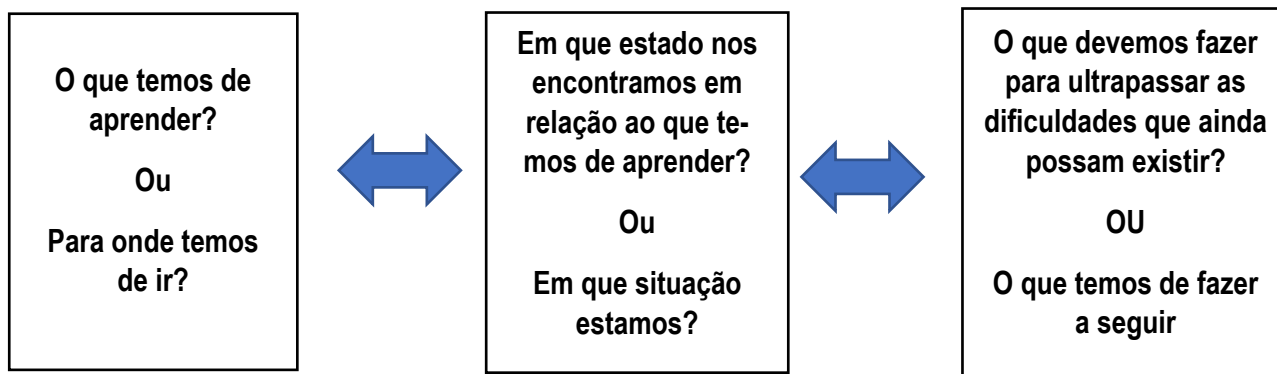 O que temos de
aprender?
Ou
Para onde temos
de ir?
Em que estado nos
encontramos em
relação ao que te-
mos de aprender?
Ou
Em que situação
estamos?
O que devemos fazer
para ultrapassar as
dificuldades que ainda
possam existir?
OU
O que temos de fazer
a seguir